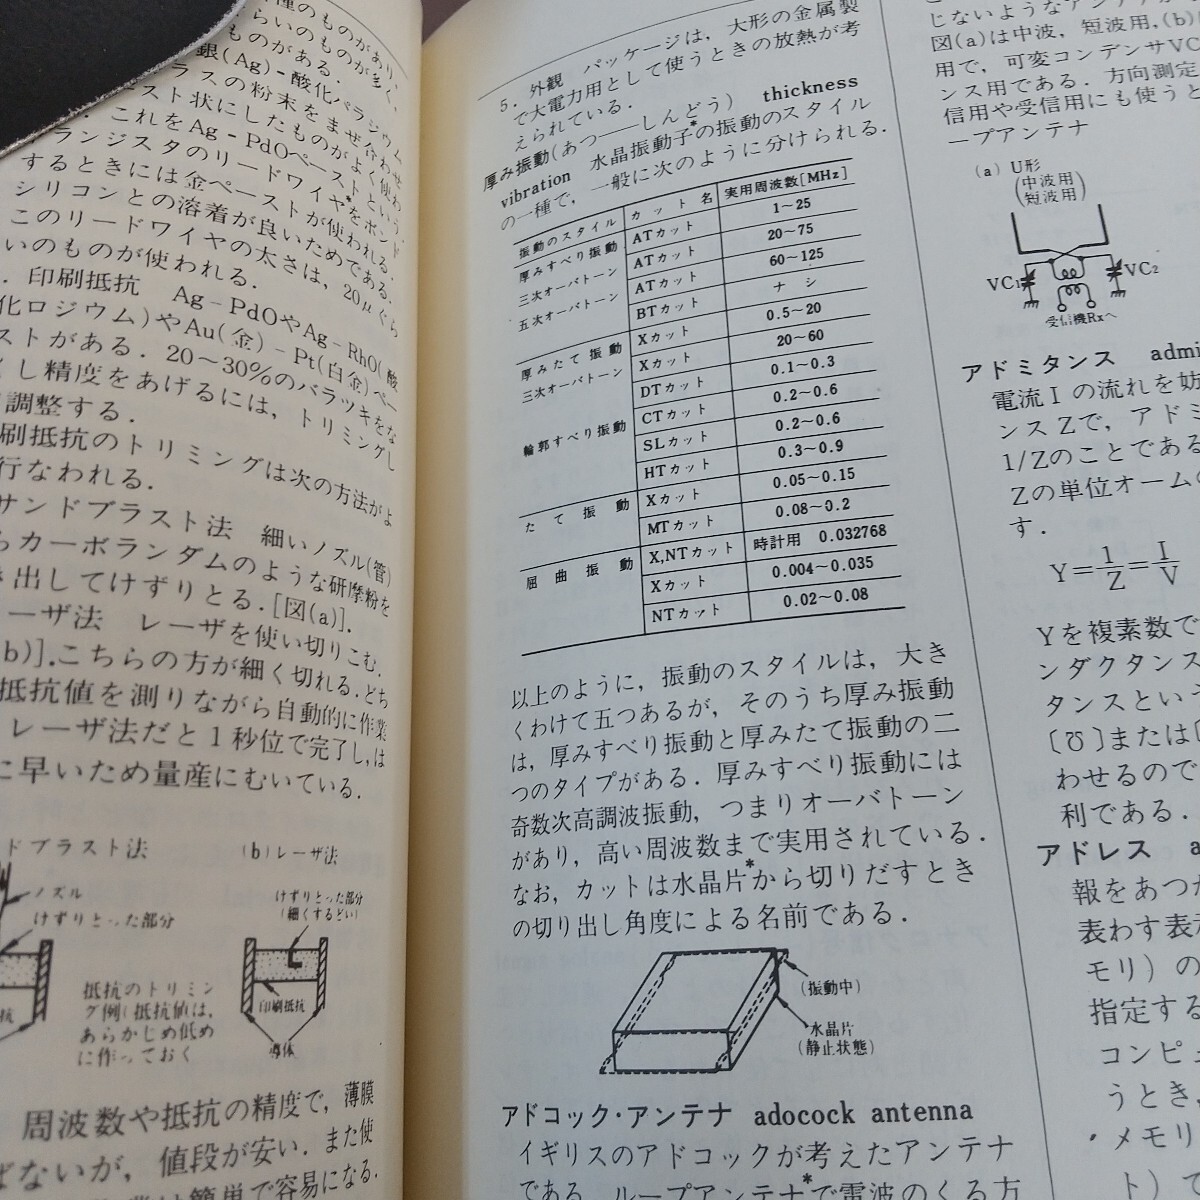 種のものがあり,
らいのものが多く,
ものがある.
銀(Ag)-酸化パラジウム
ラスの粉末をまぜ合わせ
スト状にしたものがよく使わ
. これをAg-PdOペーストという
ランジスタのリードワイヤ*をボンド
するときには金ペーストが使われる.
シリコンとの溶着が良いためである.
このリードワイヤの太さは, 20μぐら
いのものが使われる.
. 印刷抵抗 Ag-PdOやAg-RhO(酸
化ロジウム)やAu(金)-Pt(白金)ペー
ストがある. 20～30%のバラツキをな
くし精度をあげるには, トリミングし
調整する.
刷抵抗のトリミングは次の方法がよ
行なわれる.
サンドブラスト法 細いノズル(管)
らカーボランダムのような研摩粉を
き出してけずりとる. [図(a)].
ーザ法 レーザを使い切りこむ.
b)]. こちらの方が細く切れる. どち
抵抗値を測りながら自動的に作業
レーザ法だと1秒位で完了し, は
に早いため量産にむいている.
ドブラスト法
(b)レーザ法
ノズル
けずりとった部分
けずりとった部分
(細くするどい)
抵抗のトリミン
グ例: 抵抗値は,
あらかじめ低め
に作っておく
抗
印刷抵抗
導体
周波数や抵抗の精度で, 薄膜
ばないが, 値段が安い. また使
は簡単で容易になる.
5. 外観 パッケージは, 大形の金属製
で大電力用として使うときの放熱が考
えられている.
厚み振動(あつ——しんどう) thickness
vibration 水晶振動子*の振動のスタイル
の一種で, 一般に次のように分けられる.
振動のスタイル カット名 実用周波数[MHz]
厚みすべり振動 ATカット 1～25
三次オーバトーン ATカット 20～75
五次オーバトーン ATカット 60～125
BTカット ナシ
厚みたて振動 Xカット 0.5～20
三次オーバトーン Xカット 20～60
輪郭すべり振動 DTカット 0.1～0.3
CTカット 0.2～0.6
SLカット 0.2～0.6
HTカット 0.3～0.9
たて振動 Xカット 0.05～0.15
MTカット 0.08～0.2
屈曲振動 X,NTカット 時計用 0.032768
Xカット 0.004～0.035
NTカット 0.02～0.08
以上のように, 振動のスタイルは, 大き
くわけて五つあるが, そのうち厚み振動
は, 厚みすべり振動と厚みたて振動の二
つのタイプがある. 厚みすべり振動には
奇数次高調波振動, つまりオーバトーン
があり, 高い周波数まで実用されている.
なお, カットは水晶片*から切りだすとき
の切り出し角度による名前である.
(振動中)
水晶片
(静止状態)
アドコック・アンテナ adocock antenna
イギリスのアドコックが考えたアンテナ
である. ループアンテナ*で電波のくる方
じないようなアンテナが
図(a)は中波, 短波用, (b)
用で, 可変コンデンサVC
ンス用である. 方向測定
信用や受信用にも使うと
ープアンテナ
(a) U形
(中波用
短波用)
VC1
VC2
受信機Rxへ
アドミタンス admi
電流Iの流れを妨
ンスZで, アドミ
1/Zのことである
Zの単位オームの
す.
Y=1/Z=I/V
Yを複素数で
ンダクタンス
タンスとい
[℧]または[
わせるので
利である.
アドレス a
報をあつか
表わす表
モリ)の
指定する
コンピュ
うとき,
メモリ
ト)で